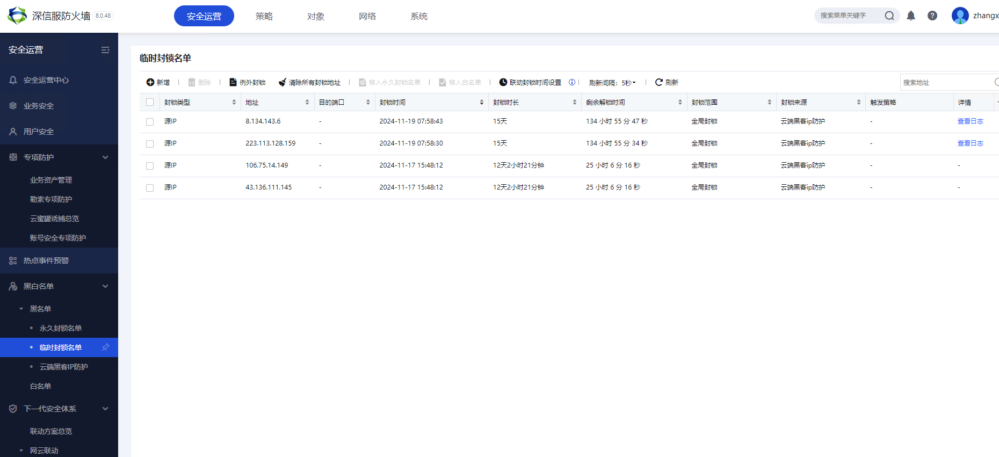 深信服防火墙 8.0.48
安全运营 策略 对象 网络 系统
搜索菜单关键字
zhangx
安全运营
安全运营中心
业务安全
用户安全
专项防护
业务资产管理
勒索专项防护
云蜜罐诱捕总览
账号安全专项防护
热点事件预警
黑白名单
黑名单
永久封锁名单
临时封锁名单
云端黑客IP防护
白名单
下一代安全体系
联动方案总览
网云联动
临时封锁名单
新增 删除 例外封锁 清除所有封锁地址 移入永久封锁名单 移入白名单 联动封锁时间设置 刷新间隔：5秒 刷新 搜索地址
封锁类型 地址 目的端口 封锁时间 封锁时长 剩余解锁时间 封锁范围 封锁来源 触发策略 详情
源IP 8.134.143.6 - 2024-11-19 07:58:43 15天 134 小时 55 分 47 秒 全局封锁 云端黑客ip防护 - 查看日志
源IP 223.113.128.159 - 2024-11-19 07:58:30 15天 134 小时 55 分 34 秒 全局封锁 云端黑客ip防护 - 查看日志
源IP 106.75.14.149 - 2024-11-17 15:48:12 12天2小时21分钟 25 小时 6 分 16 秒 全局封锁 云端黑客ip防护 - -
源IP 43.136.111.145 - 2024-11-17 15:48:12 12天2小时21分钟 25 小时 6 分 16 秒 全局封锁 云端黑客ip防护 - -